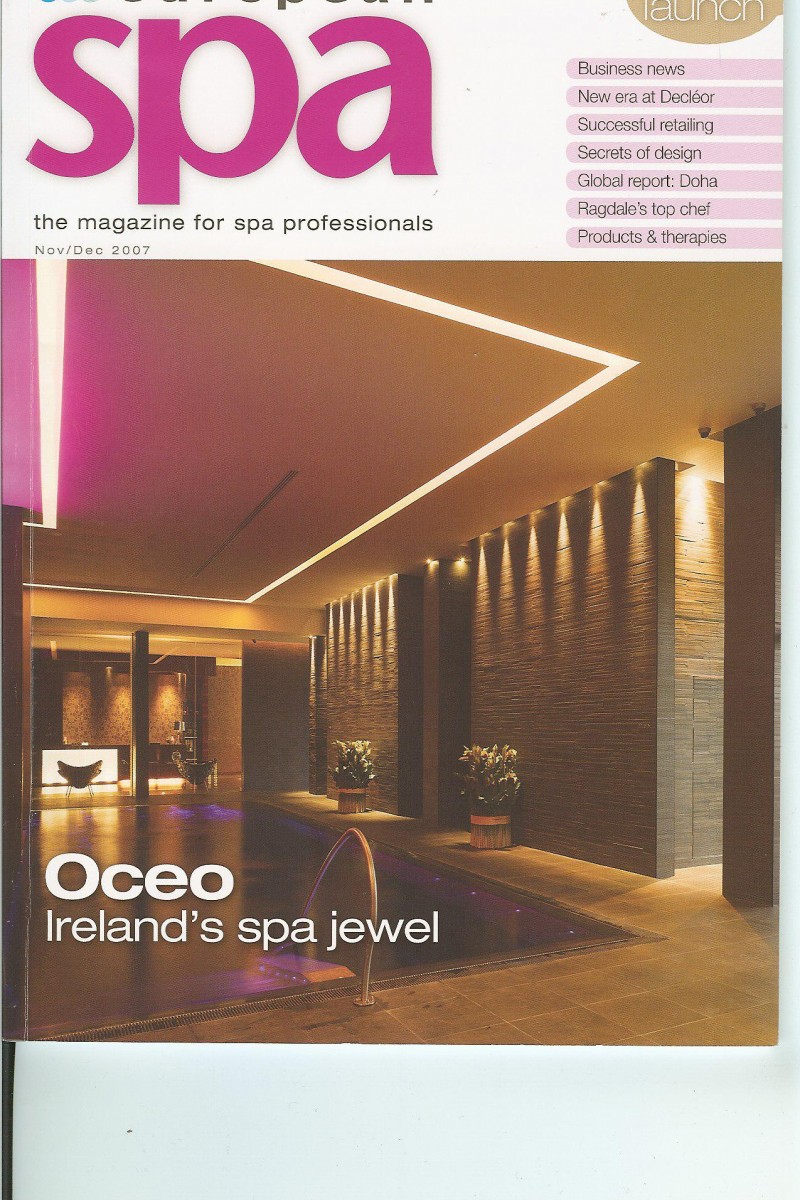 european
spa
the magazine for spa professionals
Nov/Dec 2007
launch
Business news
New era at Decléor
Successful retailing
Secrets of design
Global report: Doha
Ragdale's top chef
Products & therapies
Oceo
Ireland's spa jewel